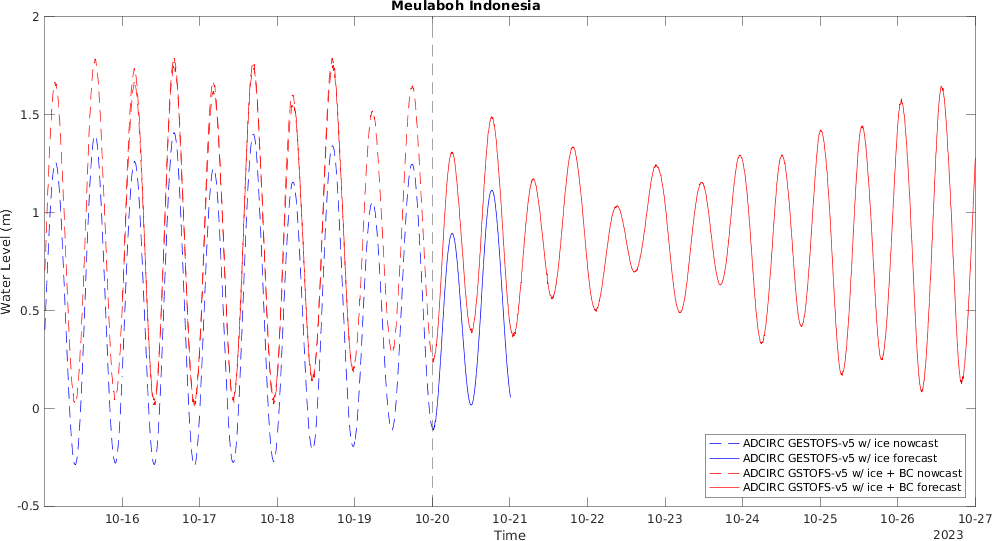 Meulaboh Indonesia
Water Level (m)
2
1.5
1
0.5
0
-0.5
10-16
10-17
10-18
10-19
10-20
10-21
10-22
10-23
10-24
10-25
10-26
10-27
Time
2023
ADCIRC GESTOFS-v5 w/ ice nowcast
ADCIRC GESTOFS-v5 w/ ice forecast
ADCIRC GSTOFS-v5 w/ ice + BC nowcast
ADCIRC GSTOFS-v5 w/ ice + BC forecast